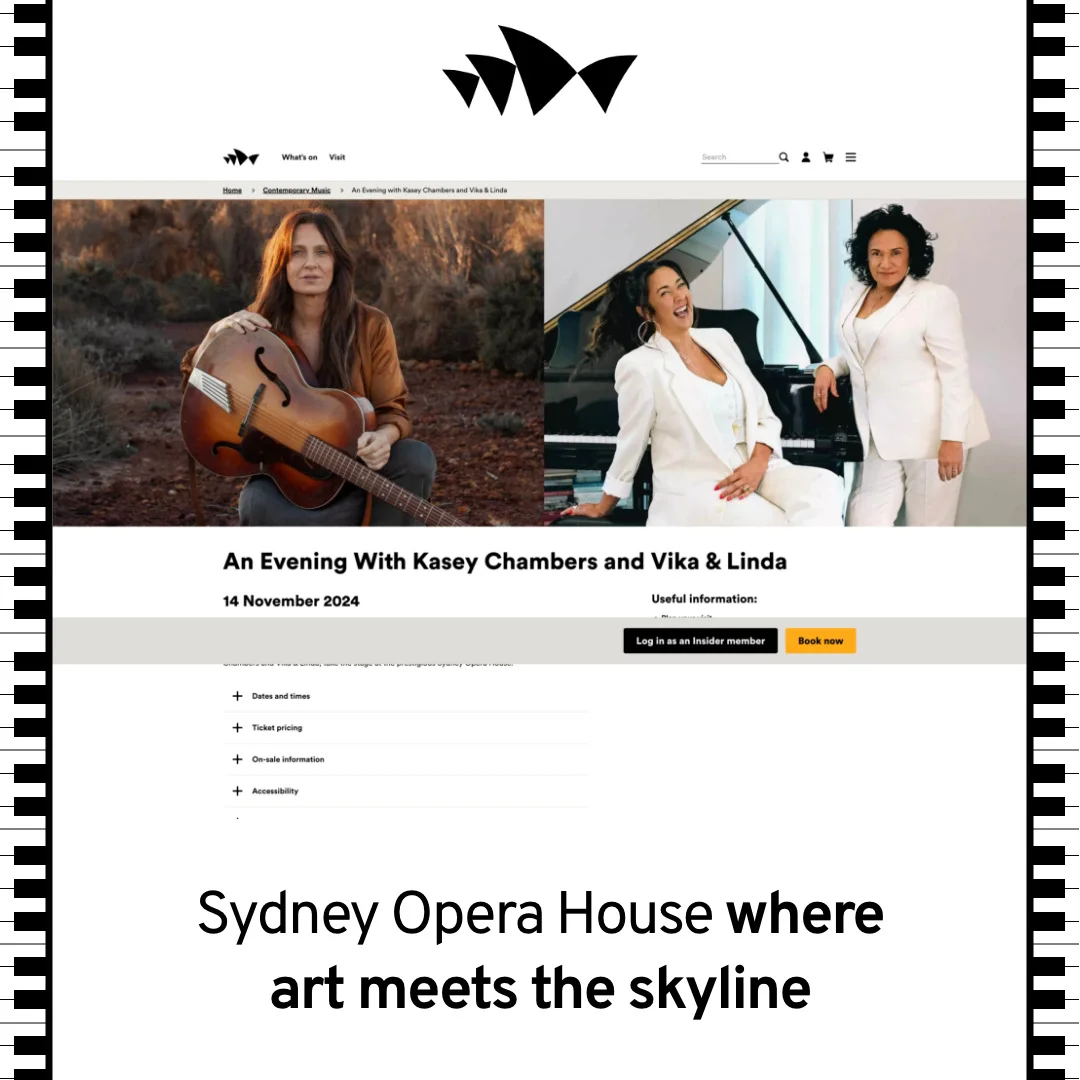 What's on Visit Search
Home > Contemporary Music > An Evening with Kasey Chambers and Vika & Linda
An Evening With Kasey Chambers and Vika & Linda
14 November 2024
Useful information:
Log in as an Insider member Book now
Chambers and Vika & Linda, take the stage at the prestigious Sydney Opera House.
Dates and times
Ticket pricing
On-sale information
Accessibility
Sydney Opera House where
art meets the skyline